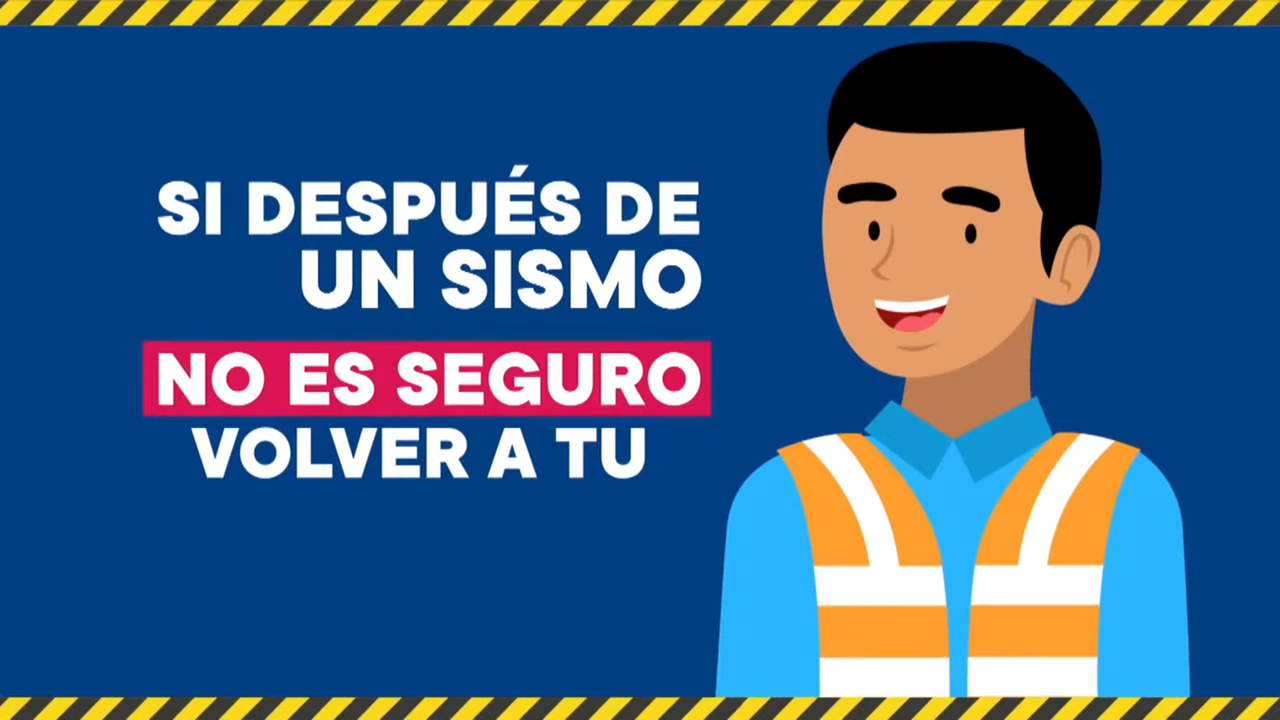 SI DESPUÉS DE
UN SISMO
NO ES SEGURO
VOLVER A TU